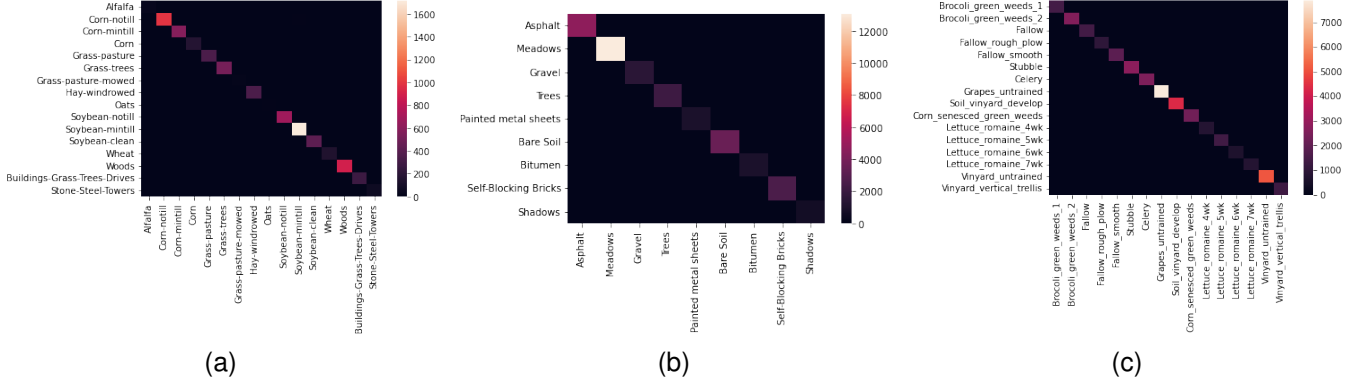 Alfalfa
Corn-notill
Corn-mintill
Corn
Grass-pasture
Grass-trees
Grass-pasture-mowed
Hay-windrowed
Oats
Soybean-notill
Soybean-mintill
Soybean-clean
Wheat
Woods
Buildings-Grass-Trees-Drives
Stone-Steel-Towers
Alfalfa
Corn-notill
Corn-mintill
Corn
Grass-pasture
Grass-trees
Grass-pasture-mowed
Hay-windrowed
Oats
Soybean-notill
Soybean-mintill
Soybean-clean
Wheat
Woods
Buildings-Grass-Trees-Drives
Stone-Steel-Towers
1600
1400
1200
1000
800
600
400
200
0
(a)
Asphalt
Meadows
Gravel
Trees
Painted metal sheets
Bare Soil
Bitumen
Self-Blocking Bricks
Shadows
Asphalt
Meadows
Gravel
Trees
Painted metal sheets
Bare Soil
Bitumen
Self-Blocking Bricks
Shadows
12000
10000
8000
6000
4000
2000
0
(b)
Brocoli_green_weeds_1
Brocoli_green_weeds_2
Fallow
Fallow_rough_plow
Fallow_smooth
Stubble
Celery
Grapes_untrained
Soil_vinyard_develop
Corn_senesced_green_weeds
Lettuce_romaine_4wk
Lettuce_romaine_5wk
Lettuce_romaine_6wk
Lettuce_romaine_7wk
Vinyard_untrained
Vinyard_vertical_trellis
Brocoli_green_weeds_1
Brocoli_green_weeds_2
Fallow
Fallow_rough_plow
Fallow_smooth
Stubble
Celery
Grapes_untrained
Soil_vinyard_develop
Corn_senesced_green_weeds
Lettuce_romaine_4wk
Lettuce_romaine_5wk
Lettuce_romaine_6wk
Lettuce_romaine_7wk
Vinyard_untrained
Vinyard_vertical_trellis
7000
6000
5000
4000
3000
2000
1000
0
(c)